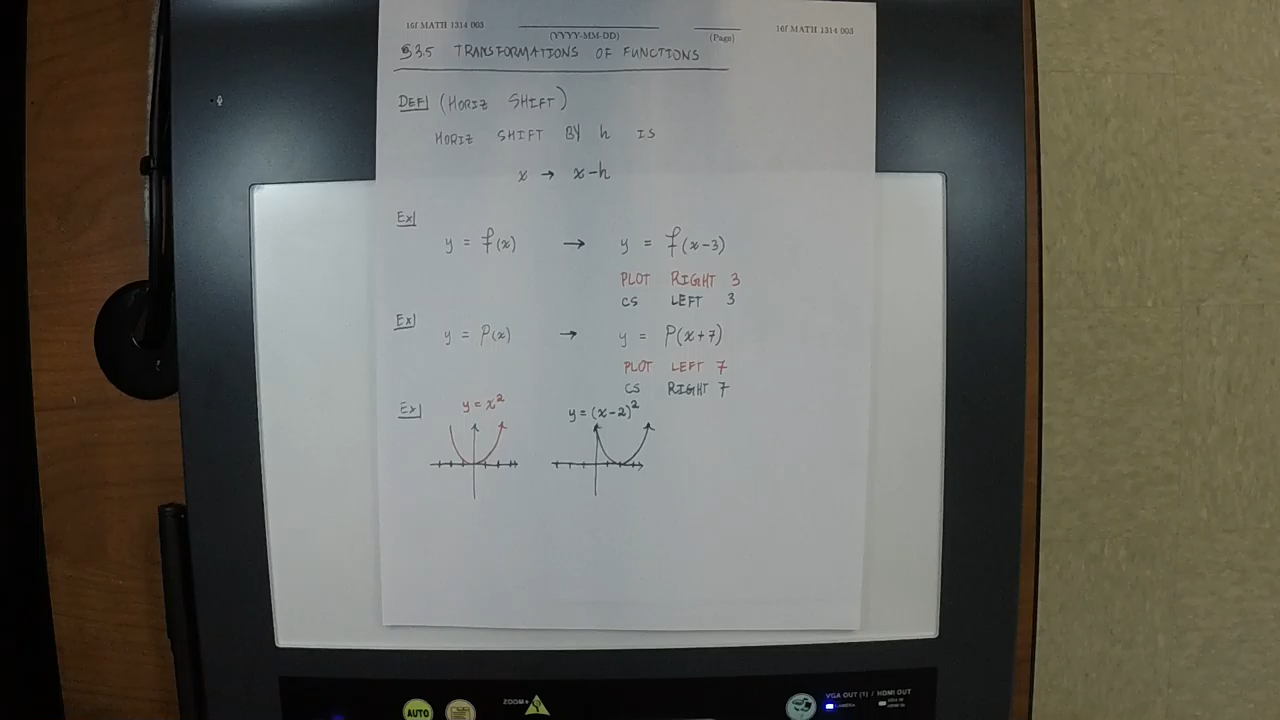 16f MATH 1314 003
(YYYY-MM-DD)
(Page)
16f MATH 1314 003
§3.5 TRANSFORMATIONS OF FUNCTIONS
DEF (HORIZ SHIFT)
HORIZ SHIFT BY h IS
x → x-h
Ex
y = f(x) → y = f(x-3)
PLOT RIGHT 3
CS LEFT 3
Ex
y = P(x) → y = P(x+7)
PLOT LEFT 7
CS RIGHT 7
Ex
y = x²
y = (x-2)²
AUTO
ZOOM+
VGA OUT (1) / HDMI OUT